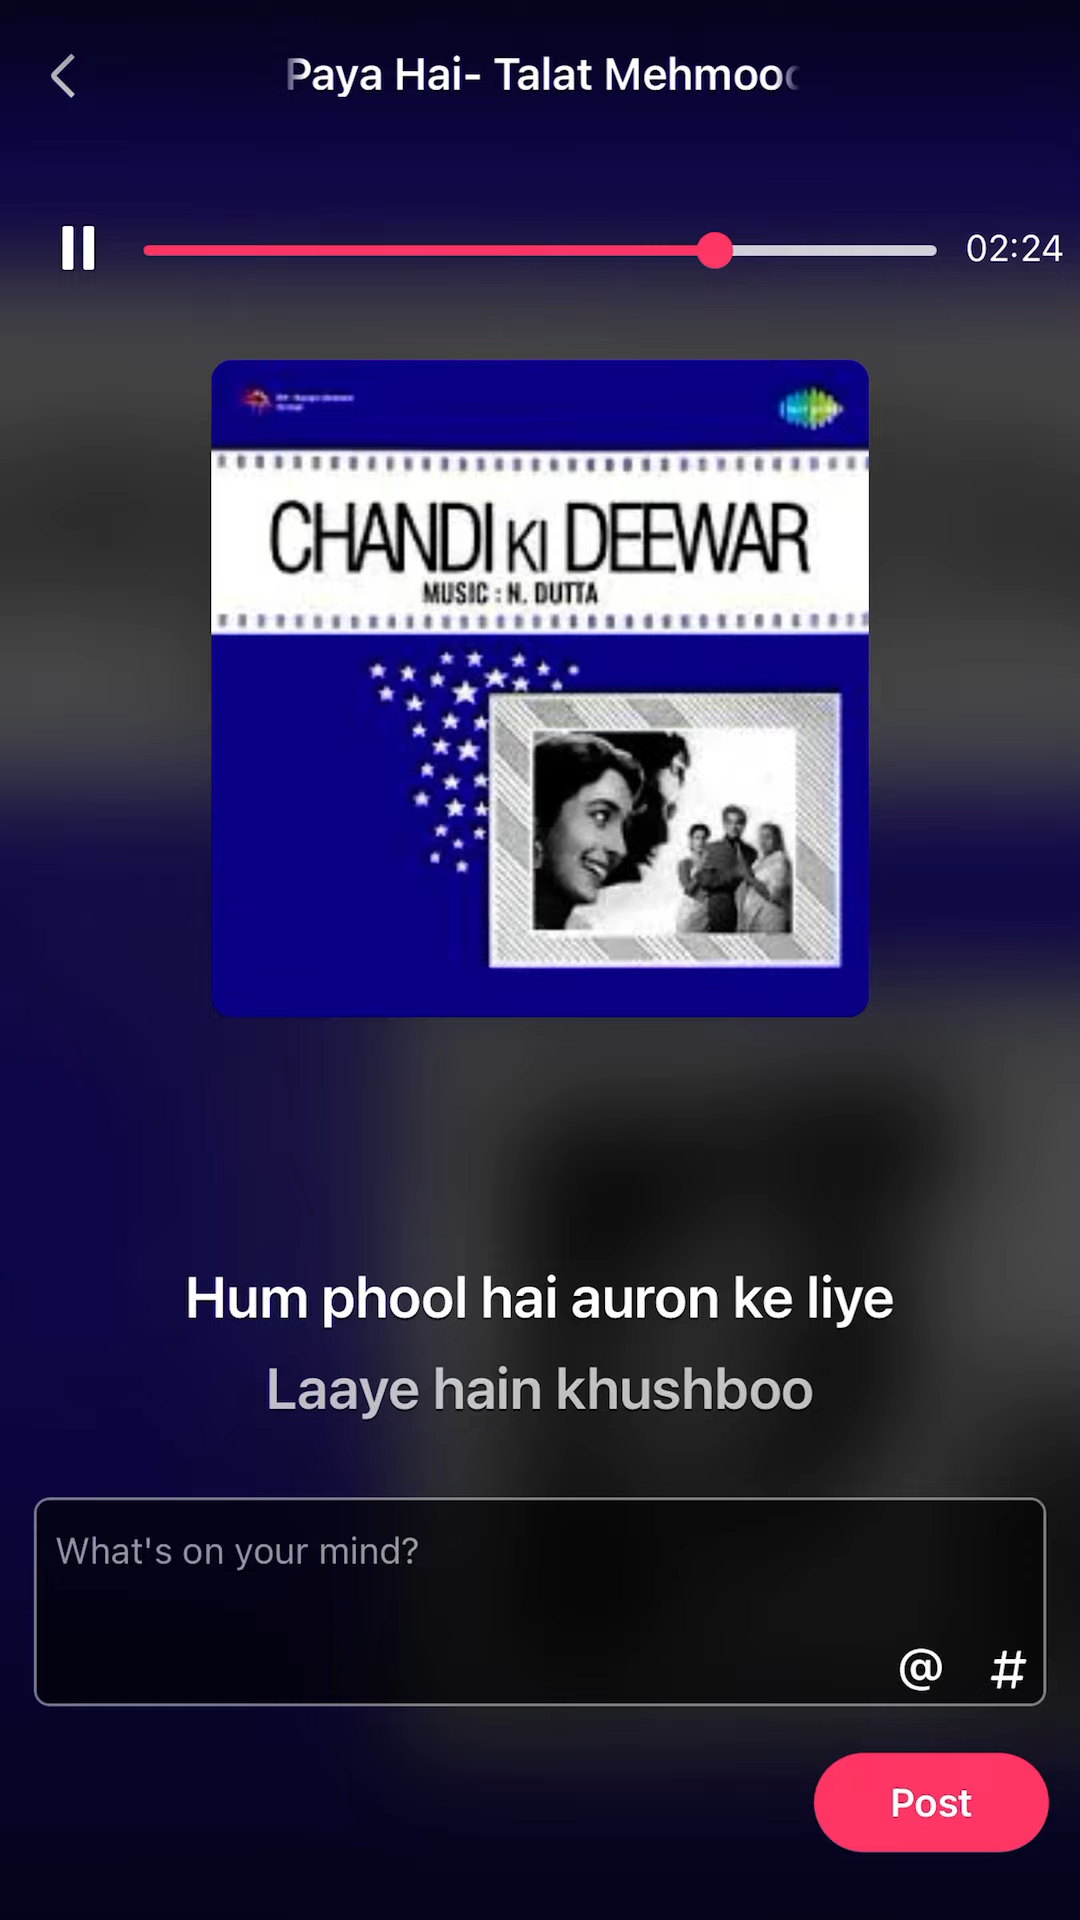 Paya Hai- Talat Mehmoo
02:24
CHANDI KI DEEWAR
MUSIC : N. DUTTA
Hum phool hai auron ke liye
Laaye hain khushboo
What's on your mind?
@ #
Post